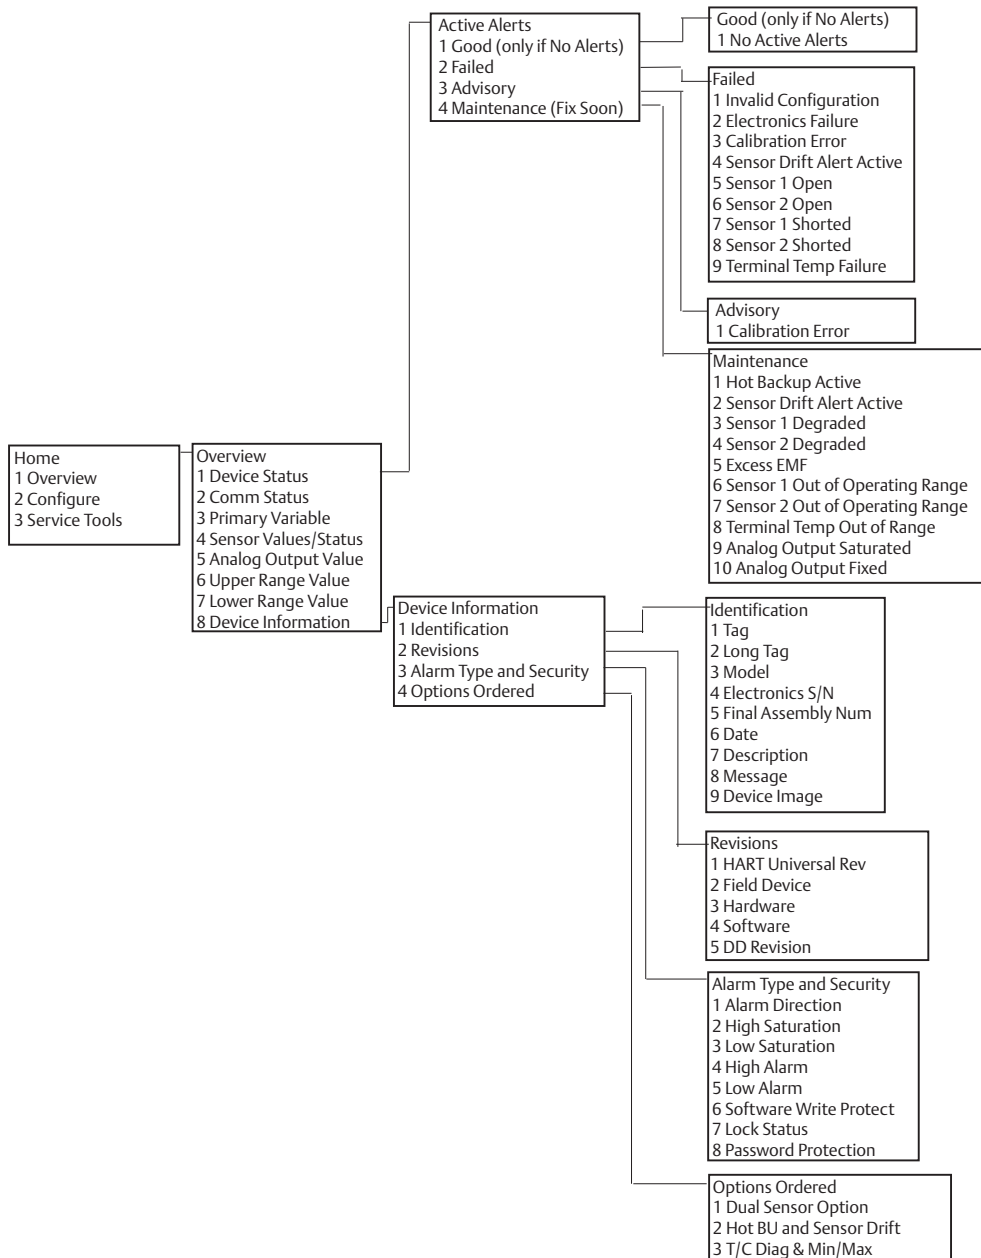 Active Alerts
1 Good (only if No Alerts)
2 Failed
3 Advisory
4 Maintenance (Fix Soon)
Good (only if No Alerts)
1 No Active Alerts
Failed
1 Invalid Configuration
2 Electronics Failure
3 Calibration Error
4 Sensor Drift Alert Active
5 Sensor 1 Open
6 Sensor 2 Open
7 Sensor 1 Shorted
8 Sensor 2 Shorted
9 Terminal Temp Failure
Advisory
1 Calibration Error
Maintenance
1 Hot Backup Active
2 Sensor Drift Alert Active
3 Sensor 1 Degraded
4 Sensor 2 Degraded
5 Excess EMF
6 Sensor 1 Out of Operating Range
7 Sensor 2 Out of Operating Range
8 Terminal Temp Out of Range
9 Analog Output Saturated
10 Analog Output Fixed
Home
1 Overview
2 Configure
3 Service Tools
Overview
1 Device Status
2 Comm Status
3 Primary Variable
4 Sensor Values/Status
5 Analog Output Value
6 Upper Range Value
7 Lower Range Value
8 Device Information
Device Information
1 Identification
2 Revisions
3 Alarm Type and Security
4 Options Ordered
Identification
1 Tag
2 Long Tag
3 Model
4 Electronics S/N
5 Final Assembly Num
6 Date
7 Description
8 Message
9 Device Image
Revisions
1 HART Universal Rev
2 Field Device
3 Hardware
4 Software
5 DD Revision
Alarm Type and Security
1 Alarm Direction
2 High Saturation
3 Low Saturation
4 High Alarm
5 Low Alarm
6 Software Write Protect
7 Lock Status
8 Password Protection
Options Ordered
1 Dual Sensor Option
2 Hot BU and Sensor Drift
3 T/C Diag & Min/Max